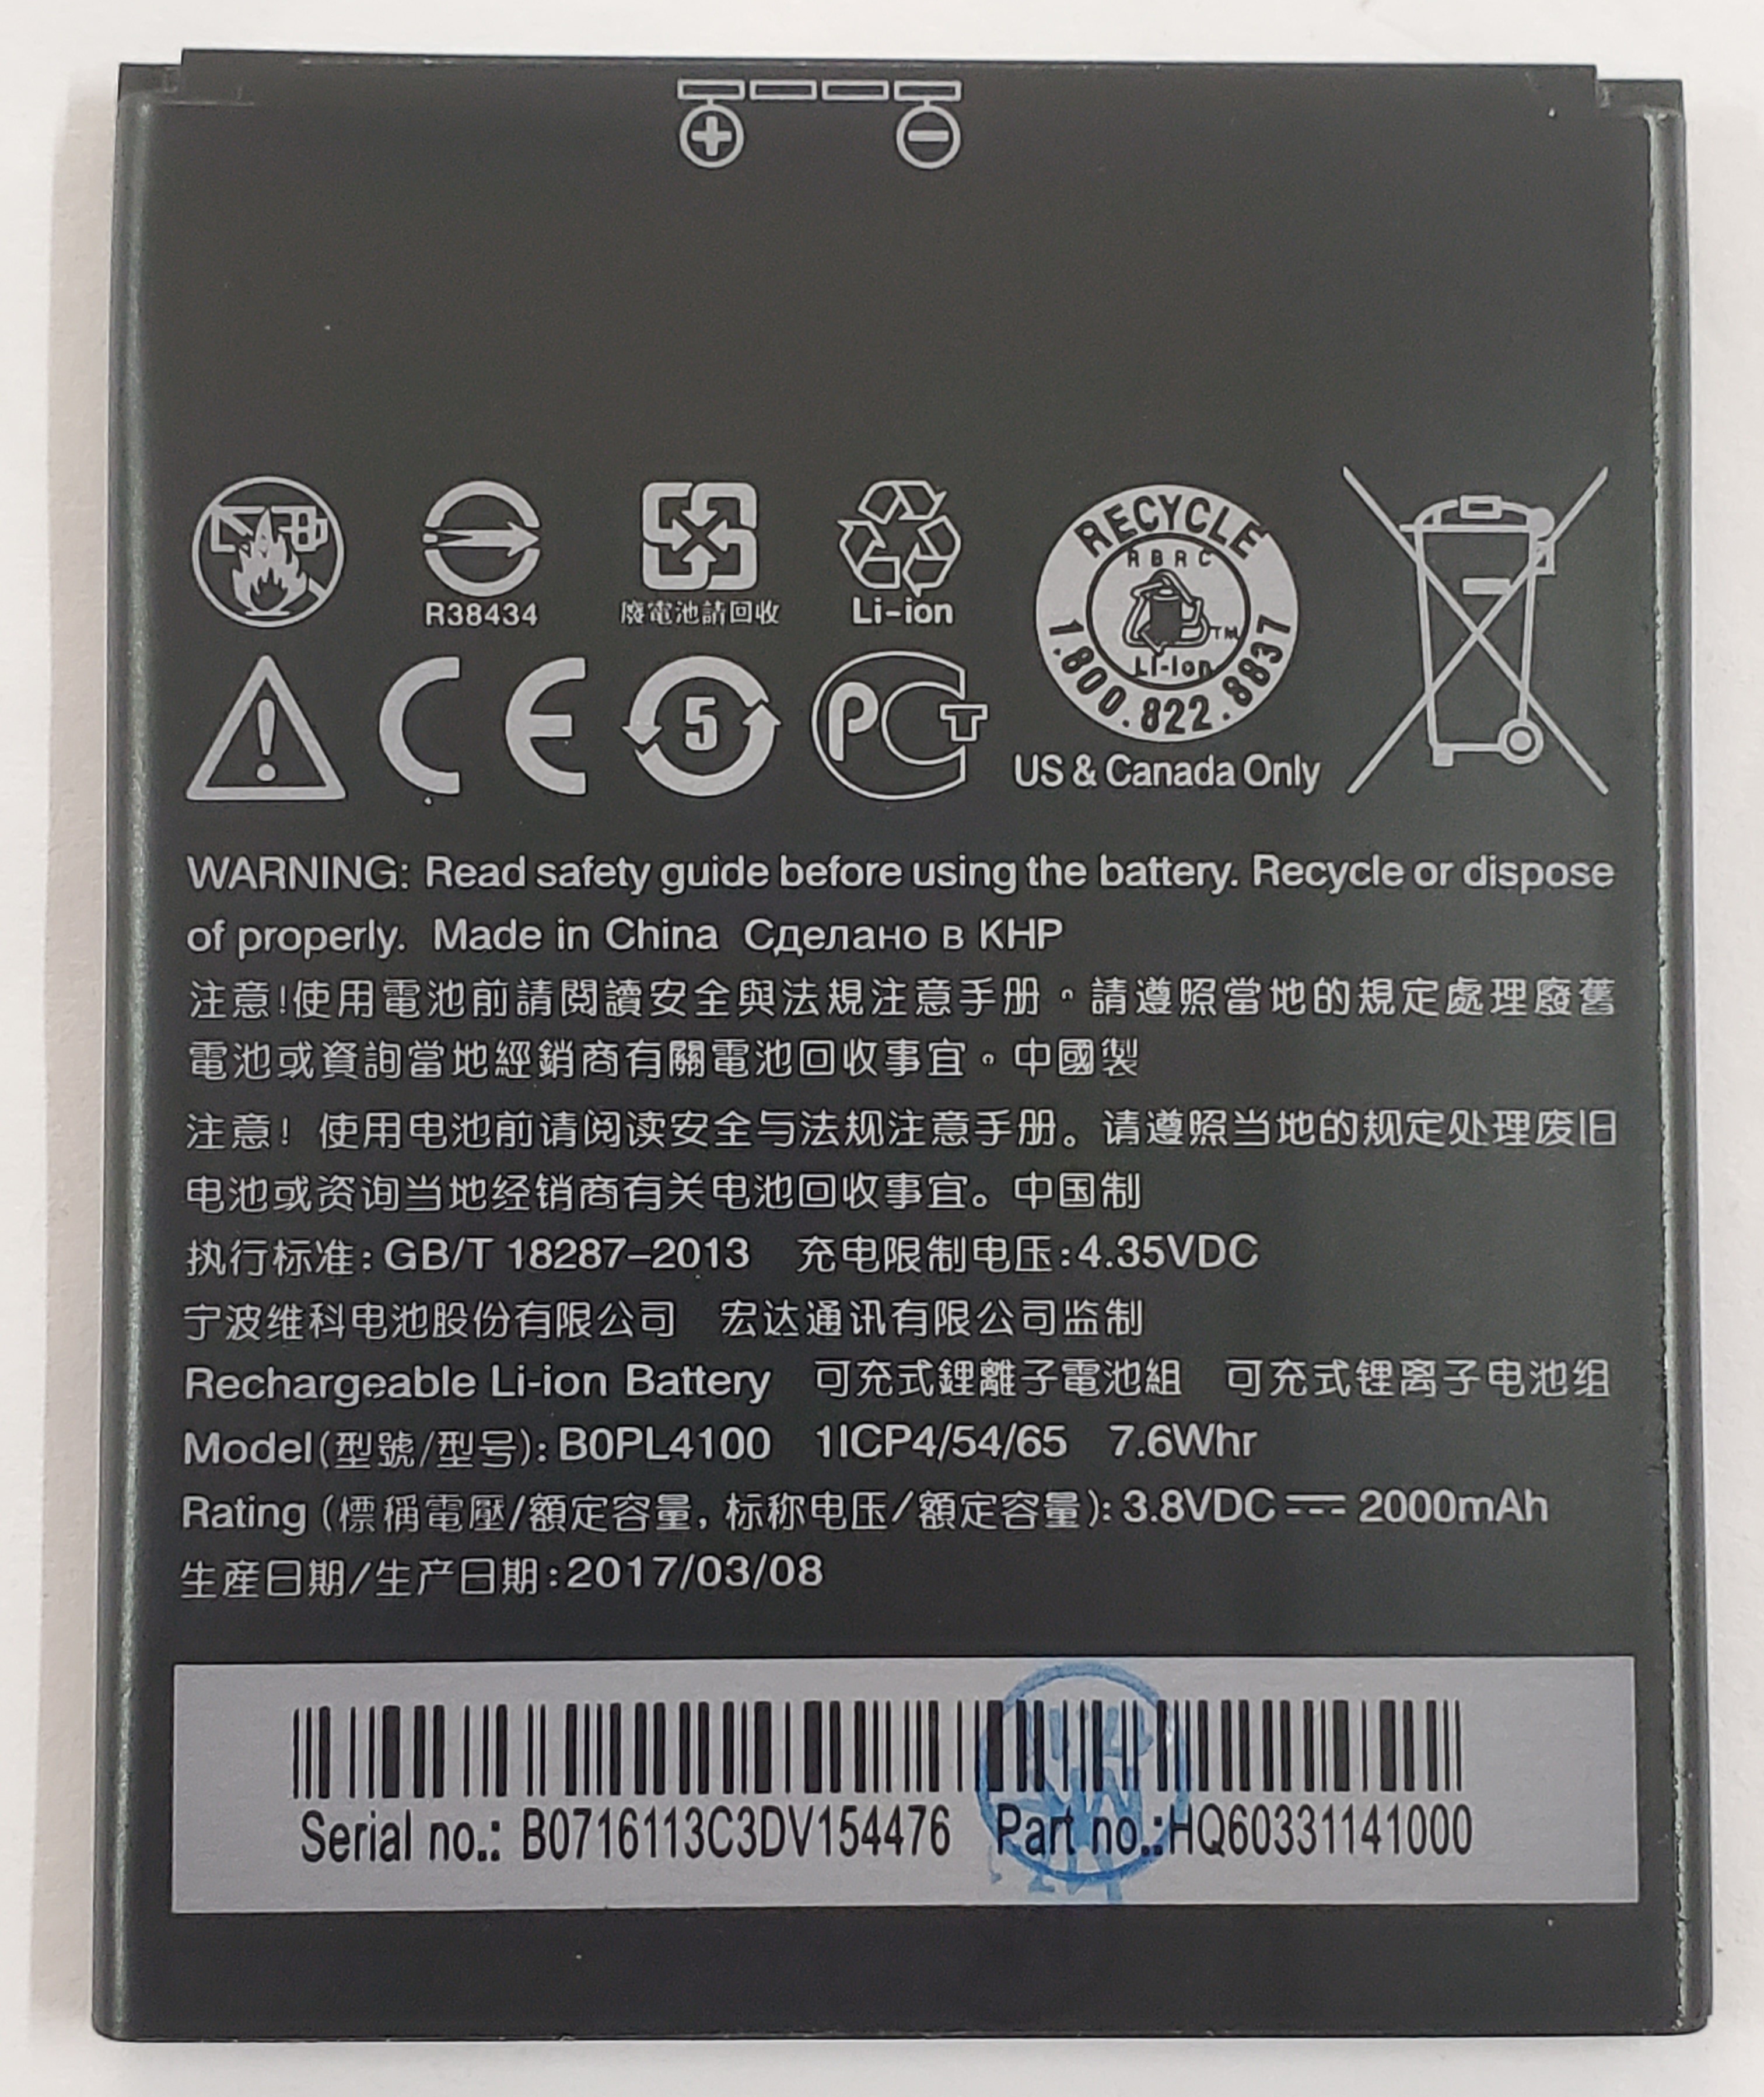 R38434
廢電池請回收
Li-ion
RECYCLE
RBRC
TM
Li-Ion
1.800.822.8837
CE
5
PCT
US & Canada Only
WARNING: Read safety guide before using the battery. Recycle or dispose
of properly. Made in China Сделано в КНР
注意!使用電池前請閱讀安全與法規注意手册。請遵照當地的規定處理廢舊
電池或資詢當地經銷商有關電池回收事宜。中國製
注意! 使用电池前请阅读安全与法规注意手册。请遵照当地的规定处理废旧
电池或资询当地经销商有关电池回收事宜。中国制
执行标准: GB/T 18287-2013 充电限制电压:4.35VDC
宁波维科电池股份有限公司 宏达通讯有限公司监制
Rechargeable Li-ion Battery 可充式鋰離子電池組 可充式锂离子电池组
Model(型號/型号): B0PL4100 1ICP4/54/65 7.6Whr
Rating (標稱電壓/額定容量, 标称电压/額定容量): 3.8VDC 2000mAh
生產日期/生产日期:2017/03/08
Serial no.: B0716113C3DV154476 Part no.:HQ60331141000